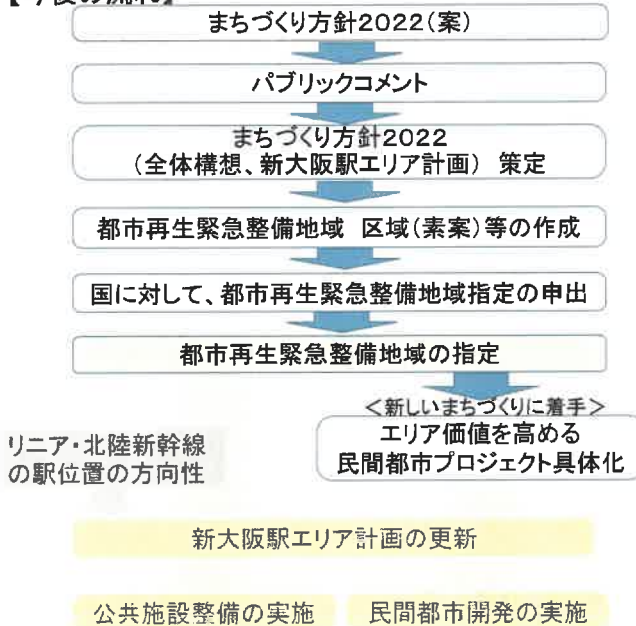 【今後の流れ】
まちづくり方針2022(案)
パブリックコメント
まちづくり方針2022
(全体構想、新大阪駅エリア計画) 策定
都市再生緊急整備地域 区域(素案)等の作成
国に対して、都市再生緊急整備地域指定の申出
都市再生緊急整備地域の指定
<新しいまちづくりに着手>
エリア価値を高める
民間都市プロジェクト具体化
リニア・北陸新幹線
の駅位置の方向性
新大阪駅エリア計画の更新
公共施設整備の実施
民間都市開発の実施